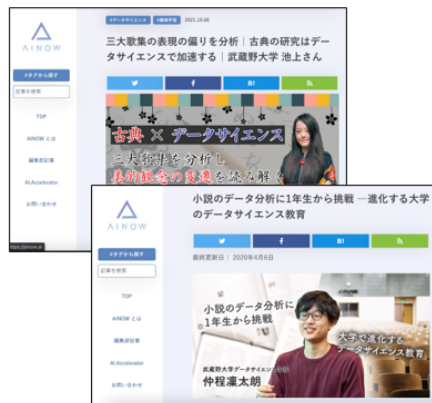 #データサイエンス
#機械学習
2021.10.08
三大歌集の表現の偏りを分析｜古典の研究はデー
タサイエンスで加速する｜武蔵野大学 池上さん
AINOW
#タグから探す
記事を検索
TOP
AINOW とは
編集部記事
AI.Accelerator
お問い合わせ
B!
古典 × データサイエンス
三大歌集を分析し
美的観念の変遷を読み解く
小説のデータ分析に1年生から挑戦 ―進化する大学
のデータサイエンス教育
AINOW
#タグから探す
記事を検索
TOP
AINOW とは
編集部記事
AI.Accelerator
お問い合わせ
B!
最終更新日： 2020年4月6日
小説のデータ分析に
1年生から挑戦
大学で進化する
データサイエンス教育
武蔵野大学データサイエンス学部
仲程凜太朗